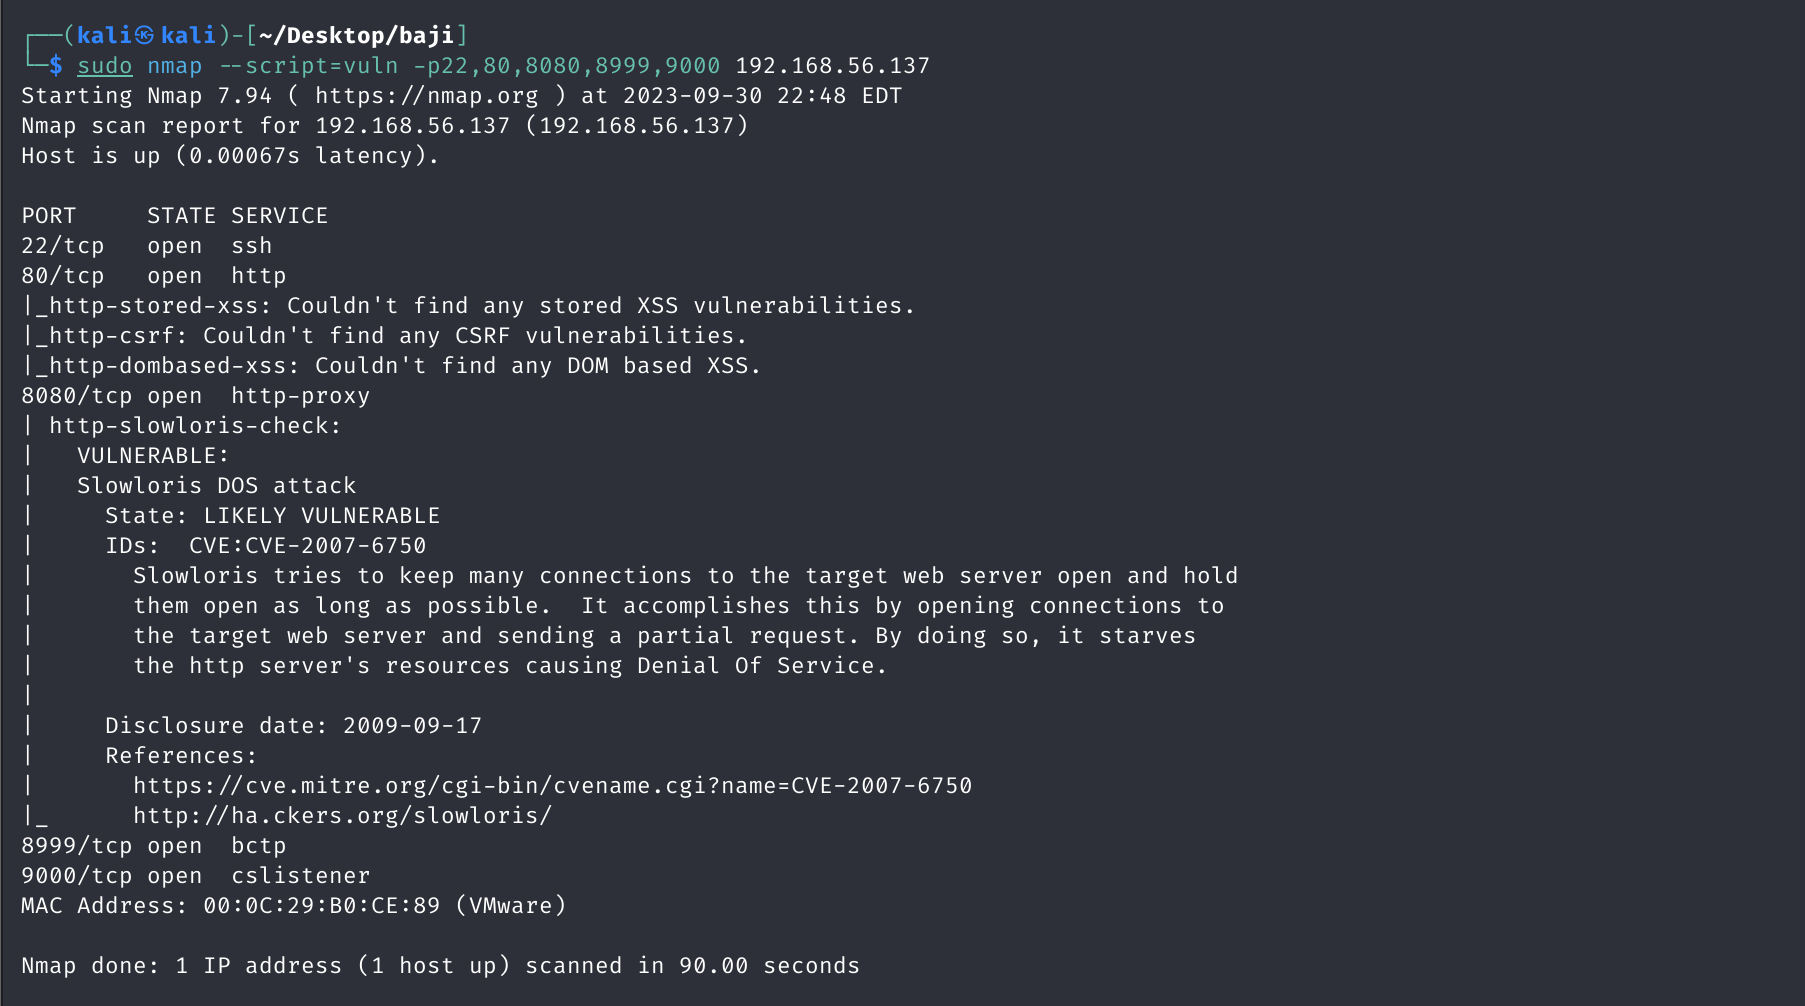 ┌──(kali㉿kali)-[~/Desktop/baji]
└─$ sudo nmap --script=vuln -p22,80,8080,8999,9000 192.168.56.137
Starting Nmap 7.94 ( https://nmap.org ) at 2023-09-30 22:48 EDT
Nmap scan report for 192.168.56.137 (192.168.56.137)
Host is up (0.00067s latency).

PORT     STATE SERVICE
22/tcp   open  ssh
80/tcp   open  http
|_http-stored-xss: Couldn't find any stored XSS vulnerabilities.
|_http-csrf: Couldn't find any CSRF vulnerabilities.
|_http-dombased-xss: Couldn't find any DOM based XSS.
8080/tcp open  http-proxy
| http-slowloris-check:
|   VULNERABLE:
|   Slowloris DOS attack
|     State: LIKELY VULNERABLE
|     IDs:  CVE:CVE-2007-6750
|       Slowloris tries to keep many connections to the target web server open and hold
|       them open as long as possible.  It accomplishes this by opening connections to
|       the target web server and sending a partial request. By doing so, it starves
|       the http server's resources causing Denial Of Service.
|
|     Disclosure date: 2009-09-17
|     References:
|       https://cve.mitre.org/cgi-bin/cvename.cgi?name=CVE-2007-6750
|_      http://ha.ckers.org/slowloris/
8999/tcp open  bctp
9000/tcp open  cslistener
MAC Address: 00:0C:29:B0:CE:89 (VMware)

Nmap done: 1 IP address (1 host up) scanned in 90.00 seconds